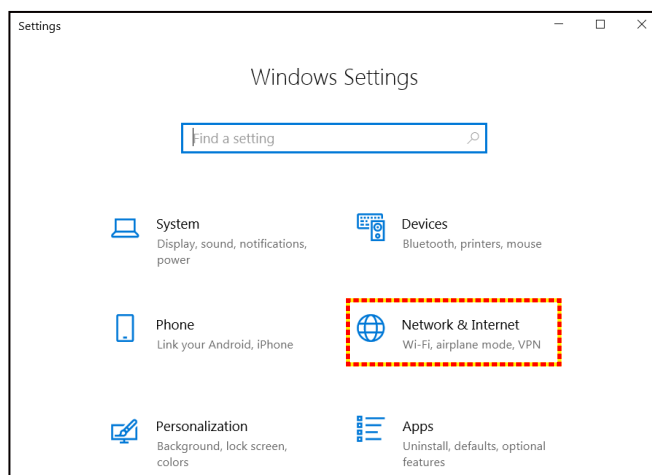 Settings
Windows Settings
Find a setting
System
Display, sound, notifications,
power
Devices
Bluetooth, printers, mouse
Phone
Link your Android, iPhone
Network & Internet
Wi-Fi, airplane mode, VPN
Personalization
Background, lock screen,
colors
Apps
Uninstall, defaults, optional
features